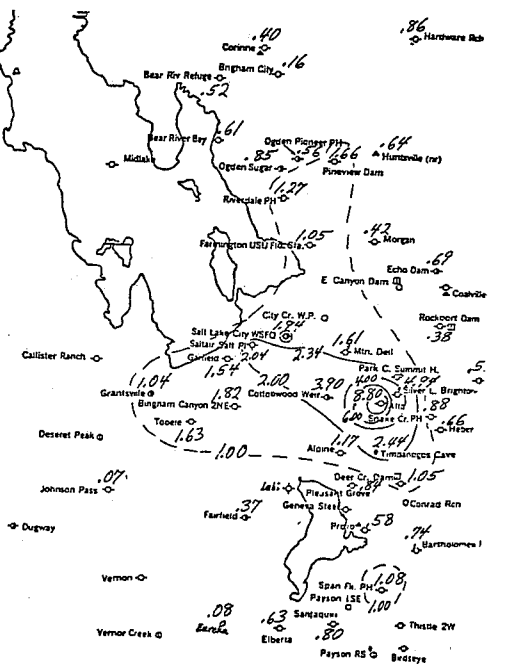 .86
Hardware Rch
.40
Corinne
Brigham City .16
Bear Riv Refuge
.52
.61
Bear River Bay
Ogden Pioneer PH
.56
1.66
.64
Huntsville (nr)
.85
Ogden Sugar
Pineview Dam
Midlake
1.27
Riverdale PH
1.05
Farmington USU Fld. Sta.
.42
Morgan
.69
Echo Dam
E Canyon Dam
Coalville
City Cr. W.P.
Rockport Dam
.38
Salt Lake City WSFO
1.94
Saltair Salt Pl
2.04
2.34
1.61
Mtn. Dell
Callister Ranch
Garfield
1.54
Park C. Summit H.
.5
1.04
Grantsville
1.82
Bingham Canyon 2NE
2.00
Cottonwood Weir
3.90
4.00
4.94
Silver L. Brighton
8.80
Alta
6.00
Snake Cr. PH
.88
.66
Heber
Tooele
1.63
Deseret Peak
1.00
1.17
Alpine
2.44
Timpanogos Cave
.07
Johnson Pass
Deer Cr. Dam
.84
1.05
Pleasant Grove
Geneva Steel
Conrad Rcn
.37
Fairfield
Dugway
Provo
.58
.74
Vernon
Span Fk. PH
1.08
Payson LSE
1.00
.08
Eureka
Vernon Creek
.63
Elberta
Santaquin
.80
Thistle 2W
Payson RS
Birdseye